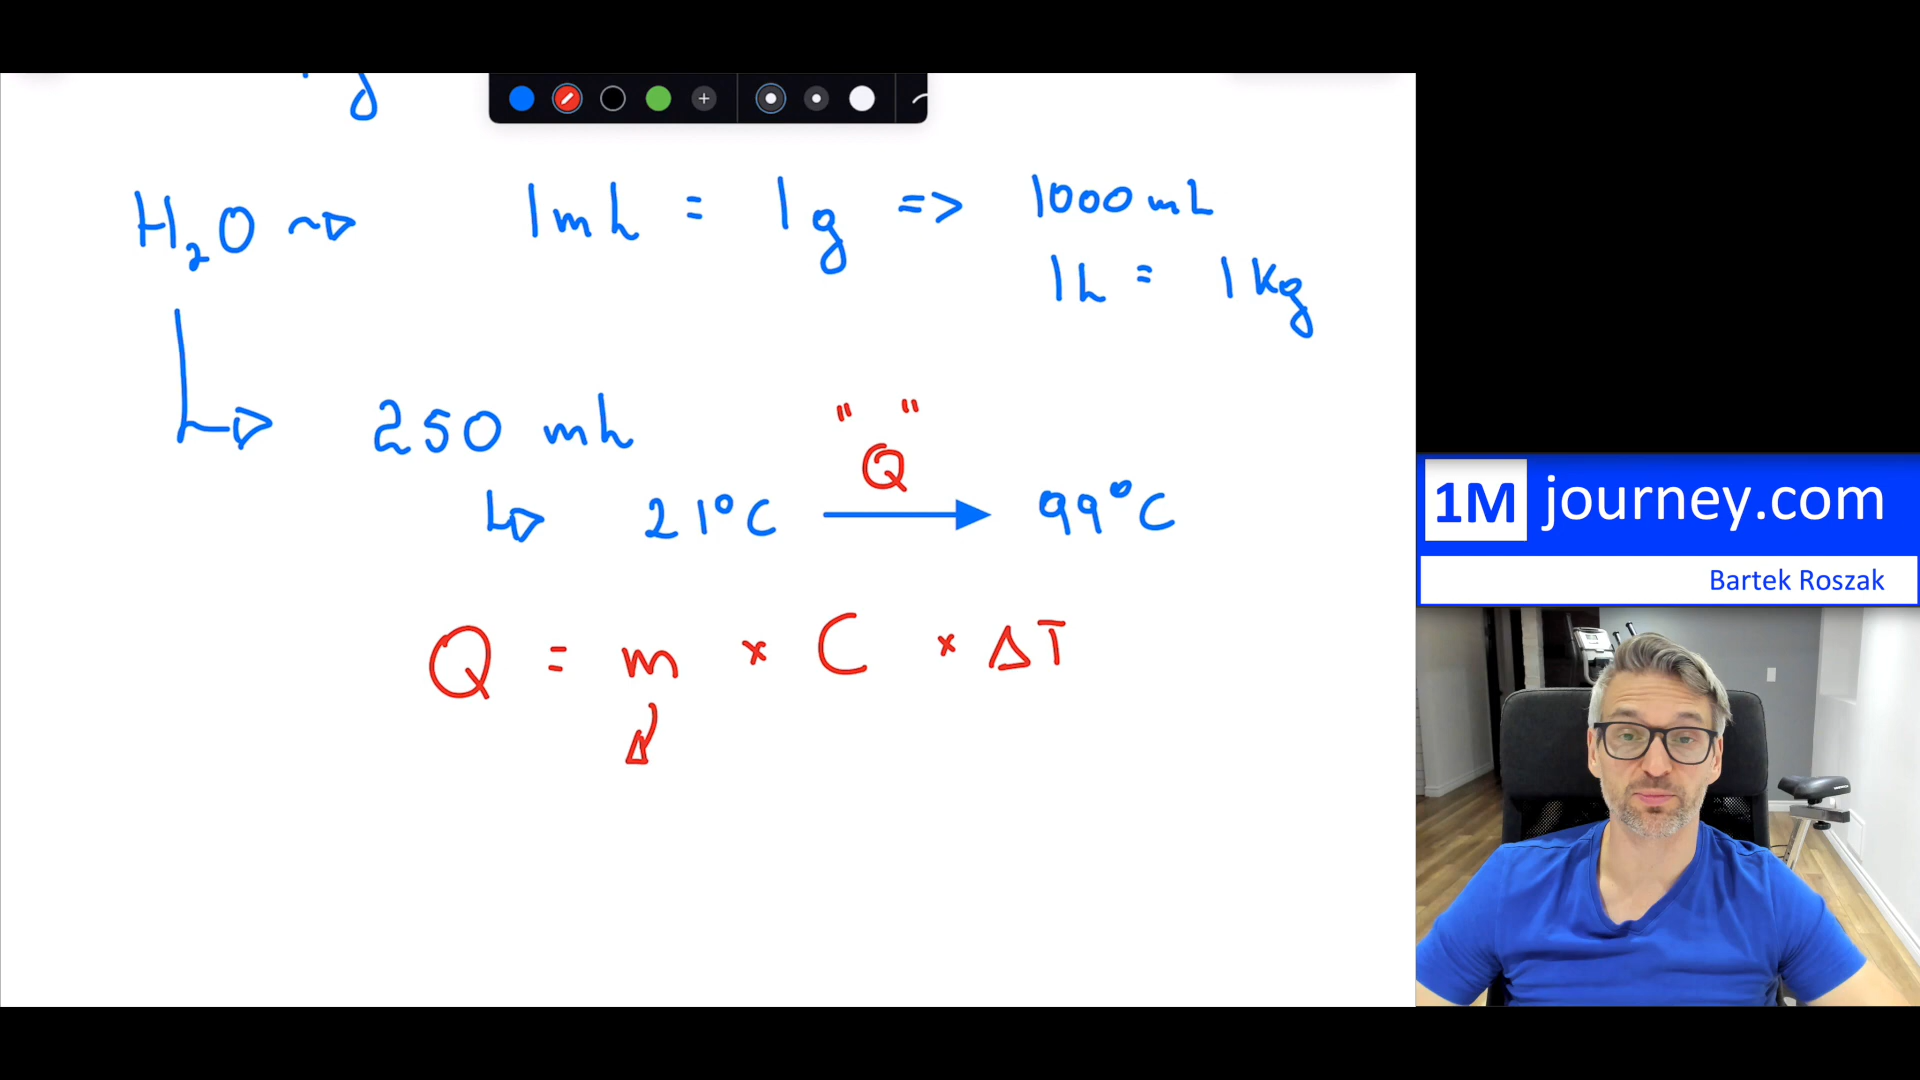 H₂O 1mL = 1g => 1000mL
1L = 1kg
250 mL
" "
Q
21°C 99°C
Q = m × C × ΔT
1M journey.com
Bartek Roszak